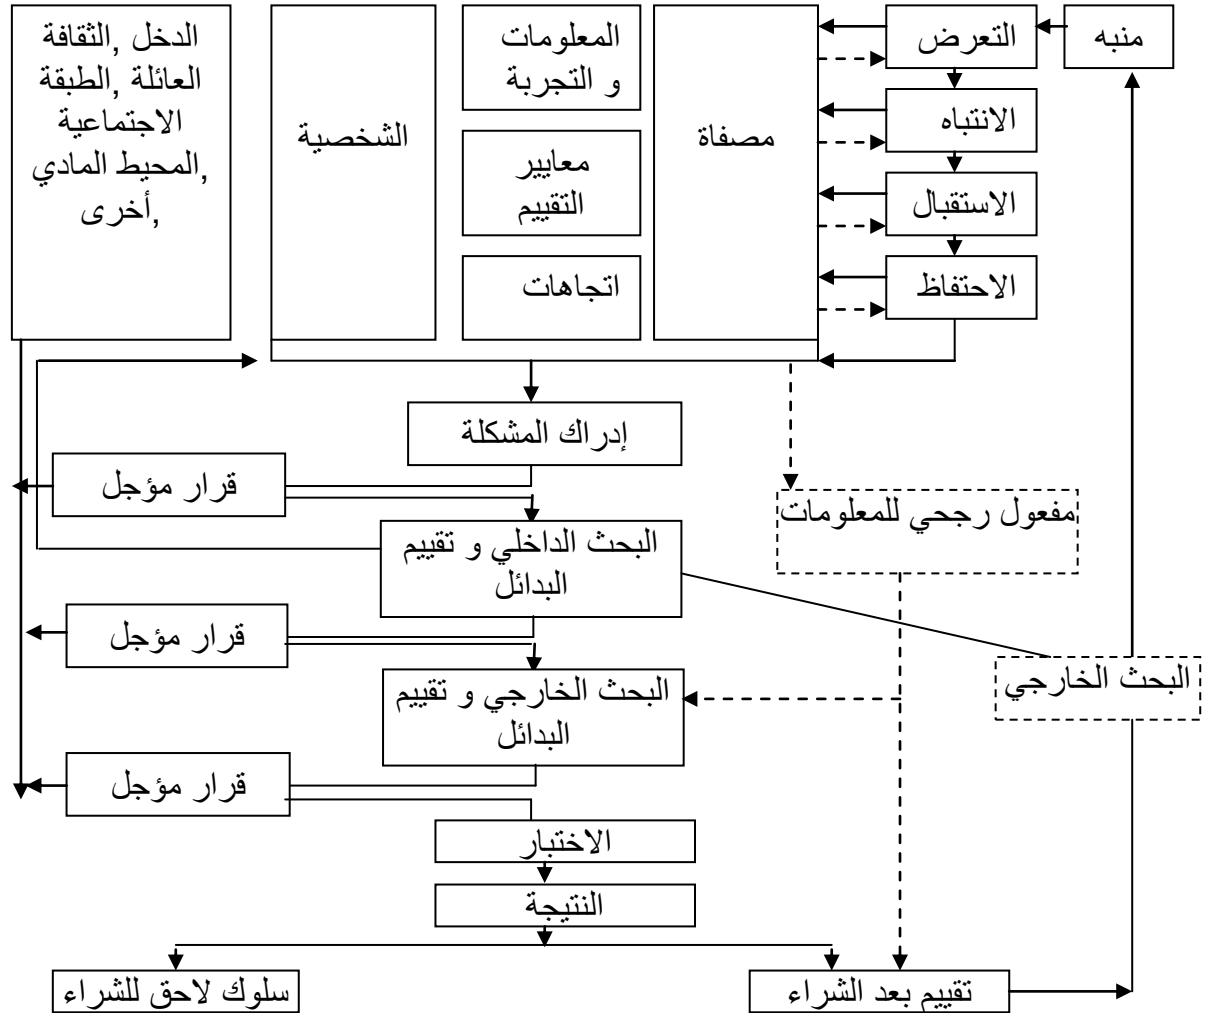 منبه
التعرض
الانتباه
الاستقبال
الاحتفاظ
مصفاة
المعلومات
و التجربة
معايير
التقييم
اتجاهات
الشخصية
الدخل ,الثقافة
العائلة ,الطبقة
الاجتماعية
,المحيط المادي
,أخرى
إدراك المشكلة
قرار مؤجل
مفعول رجحي للمعلومات
البحث الداخلي و تقييم
البدائل
قرار مؤجل
البحث الخارجي
البحث الخارجي و تقييم
البدائل
قرار مؤجل
الاختبار
النتيجة
تقييم بعد الشراء
سلوك لاحق للشراء